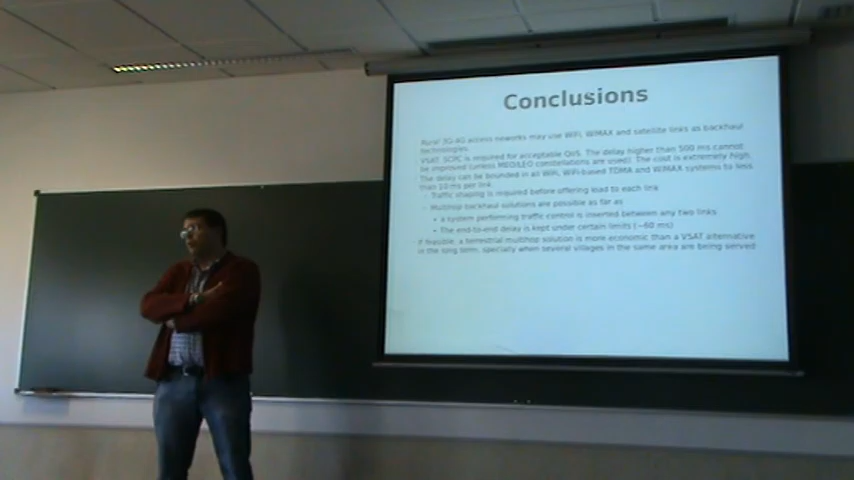 Conclusions
Rural 3G-4G access neworks may use WiFi, WiMAX and satellite links as backhaul
technologies.
VSAT SCPC is required for acceptable QoS. The delay higher than 500 ms cannot
be improved (unless MEO/LEO constellations are used). The cost is extremely high.
The delay can be bounded in all WiFi, WiFi-based TDMA and WiMAX systems to less
than 10 ms per link
- Traffic shaping is required before offering load to each link
- Multihop backhaul solutions are possible as far as
• a system performing traffic control is inserted between any two links
• The end-to-end delay is kept under certain limits (~60 ms)
If feasible, a terrestrial multihop solution is more economic than a VSAT alternative
in the long term, specially when several villages in the same area are being served